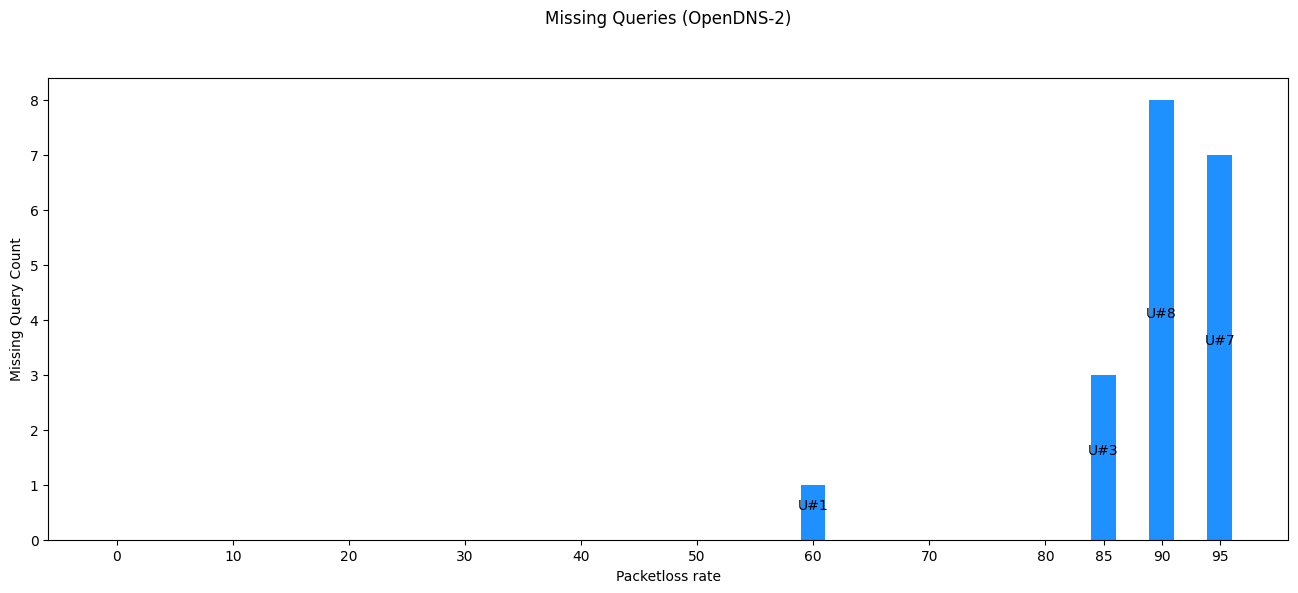 Missing Queries (OpenDNS-2)
Missing Query Count
8
7
6
5
4
3
2
1
0
U#1
U#3
U#8
U#7
0 10 20 30 40 50 60 70 80 85 90 95
Packetloss rate